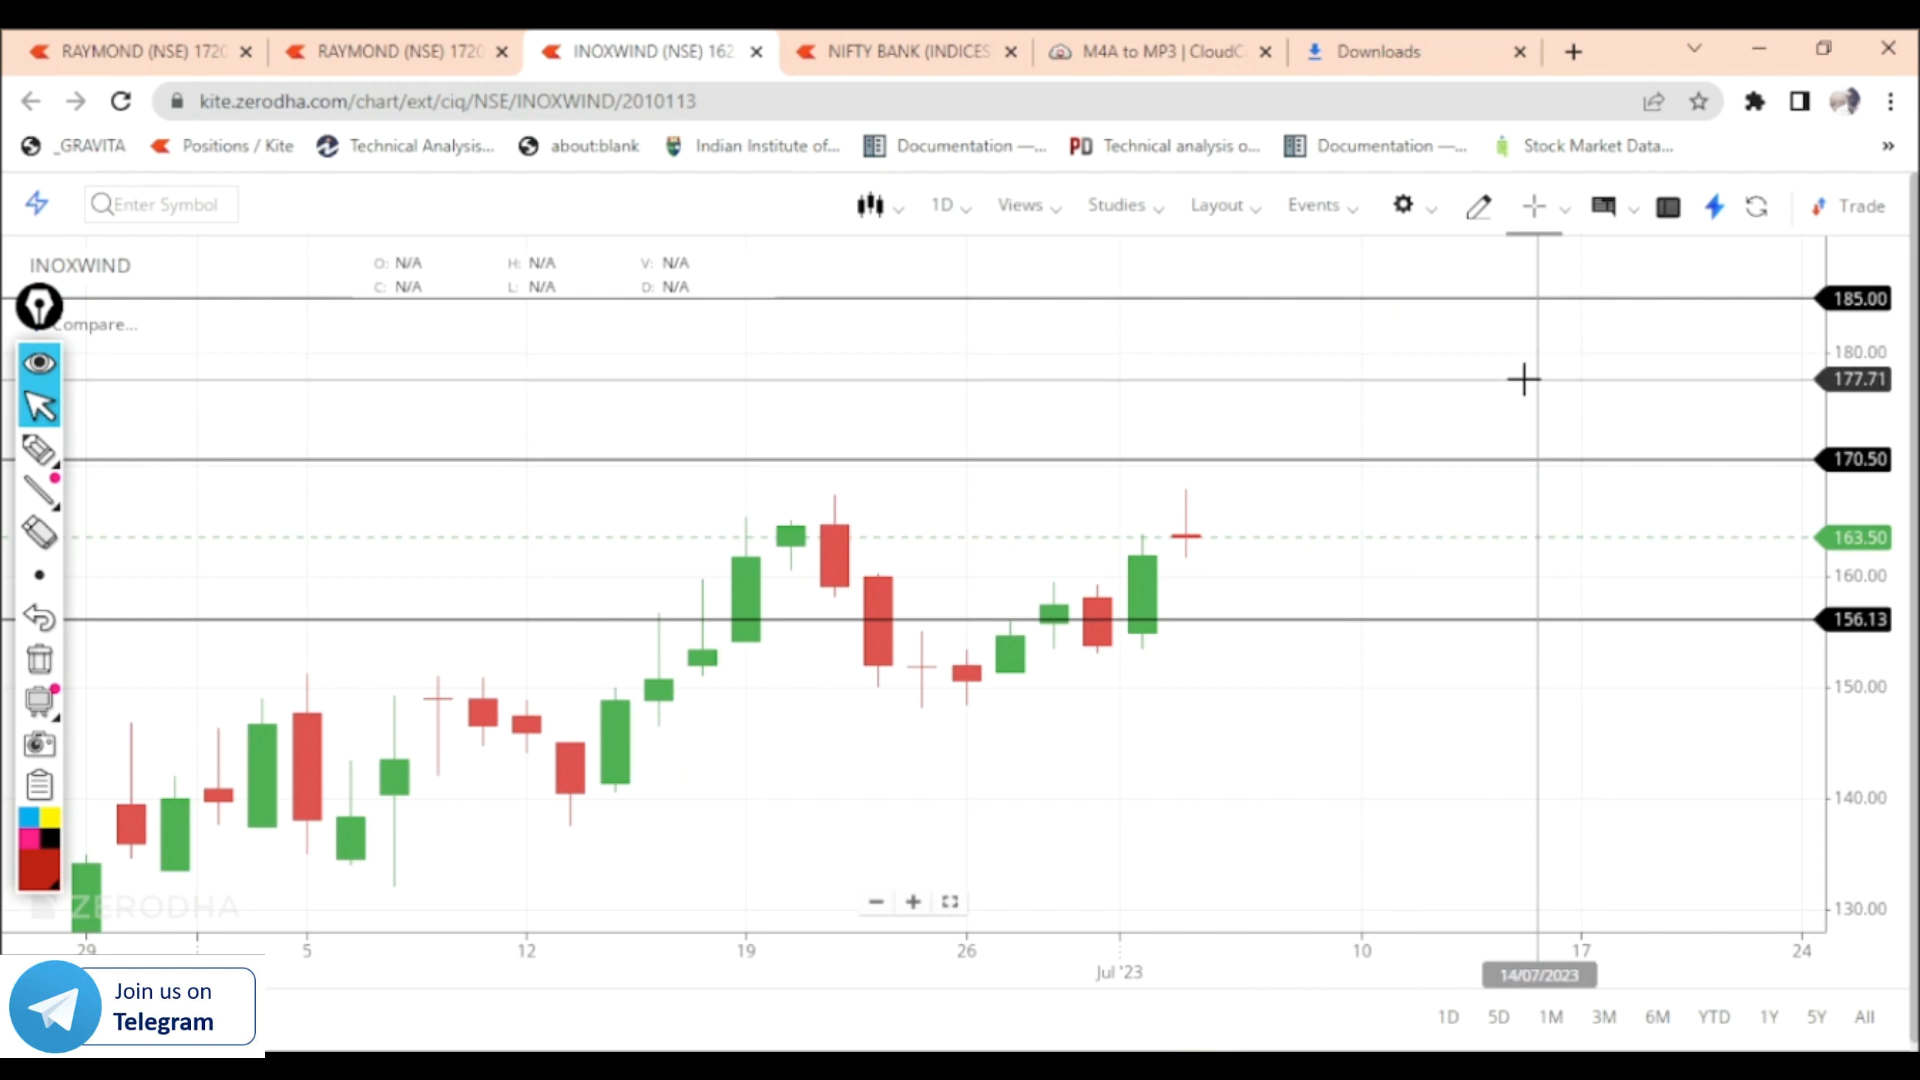 RAYMOND (NSE) 1720
RAYMOND (NSE) 1720
INOXWIND (NSE) 162
NIFTY BANK (INDICES
M4A to MP3 | CloudC
Downloads
kite.zerodha.com/chart/ext/ciq/NSE/INOXWIND/2010113
_GRAVITA
Positions / Kite
Technical Analysis...
about:blank
Indian Institute of...
Documentation —...
PD Technical analysis o...
Documentation —...
Stock Market Data...
»
Enter Symbol
1D
Views
Studies
Layout
Events
Trade
INOXWIND
O: N/A
H: N/A
V: N/A
C: N/A
L: N/A
D: N/A
Compare...
185.00
180.00
177.71
170.50
163.50
160.00
156.13
150.00
140.00
130.00
ZERODHA
29
5
12
19
26
10
17
24
Jul '23
14/07/2023
Join us on
Telegram
1D 5D 1M 3M 6M YTD 1Y 5Y All